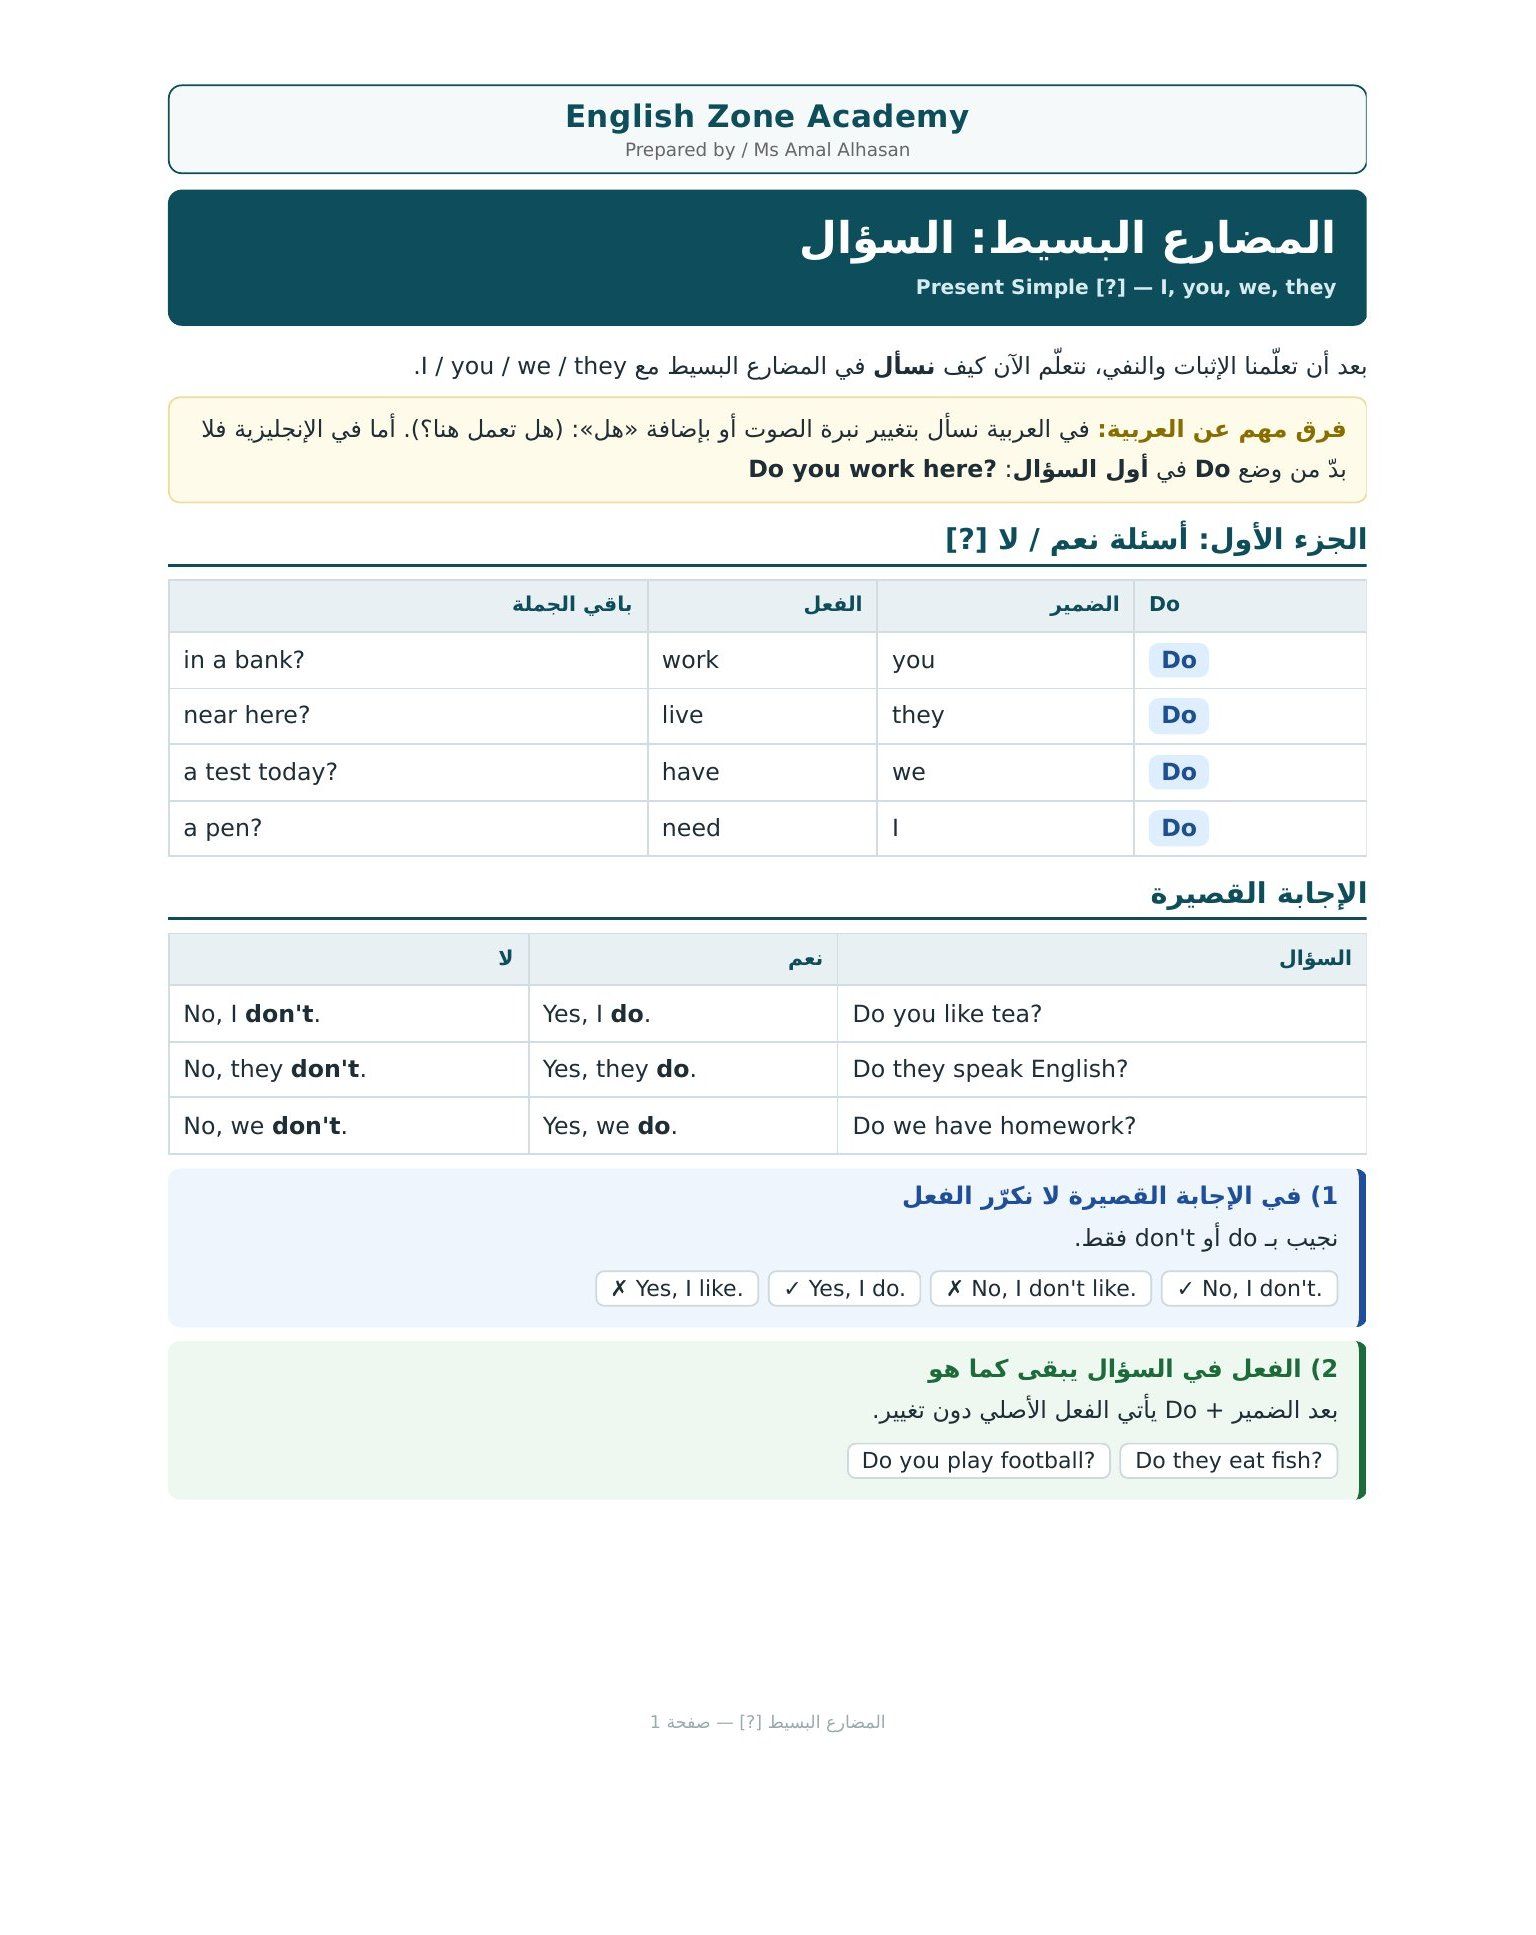 English Zone Academy
Prepared by / Ms Amal Alhasan
المضارع البسيط: السؤال
Present Simple [?] — I, you, we, they
بعد أن تعلّمنا الإثبات والنفي، نتعلّم الآن كيف نسأل في المضارع البسيط مع I / you / we / they.
فرق مهم عن العربية: في العربية نسأل بتغيير نبرة الصوت أو بإضافة «هل»: (هل تعمل هنا؟). أما في الإنجليزية فلا
بدّ من وضع Do في أول السؤال: Do you work here?
الجزء الأول: أسئلة نعم / لا [?]
Do الضمير الفعل باقي الجملة
Do you work in a bank?
Do they live near here?
Do we have a test today?
Do I need a pen?
الإجابة القصيرة
السؤال نعم لا
Do you like tea? Yes, I do. No, I don't.
Do they speak English? Yes, they do. No, they don't.
Do we have homework? Yes, we do. No, we don't.
1) في الإجابة القصيرة لا نكرّر الفعل
نجيب بـ do أو don't فقط.
✓ No, I don't. ✗ No, I don't like. ✓ Yes, I do. ✗ Yes, I like.
2) الفعل في السؤال يبقى كما هو
بعد الضمير + Do يأتي الفعل الأصلي دون تغيير.
Do they eat fish? Do you play football?
المضارع البسيط [?] — صفحة 1